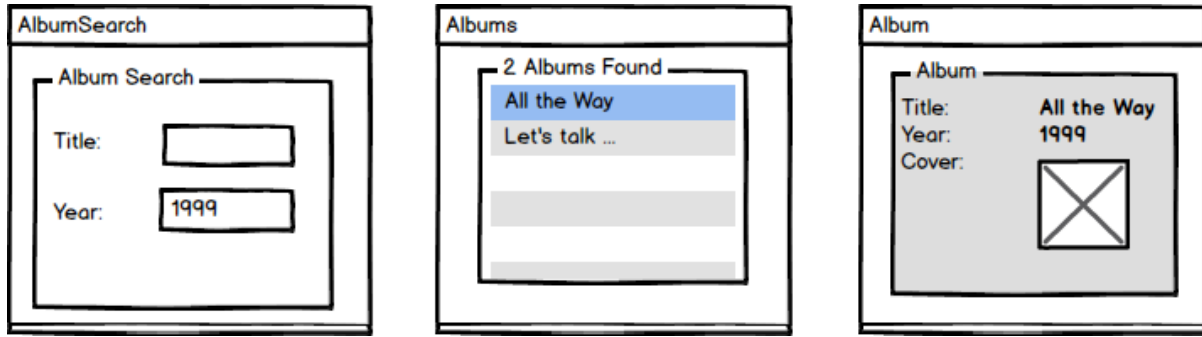 AlbumSearch
Album Search
Title:
Year: 1999
Albums
2 Albums Found
All the Way
Let's talk ...
Album
Album
Title: All the Way
Year: 1999
Cover: